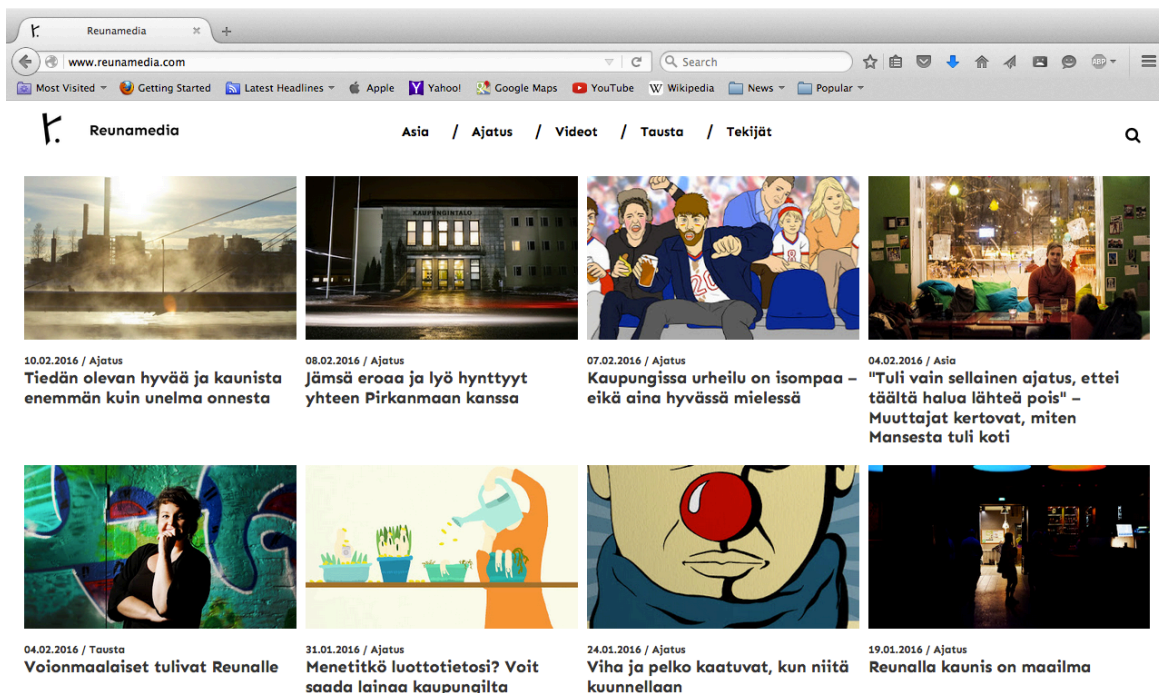 Reunamedia
www.reunamedia.com
Search
ABP
Most Visited
Getting Started
Latest Headlines
Apple
Yahoo!
Google Maps
YouTube
W Wikipedia
News
Popular
r.
Reunamedia
Asia / Ajatus / Videot / Tausta / Tekijät
KAUPUNGINTALO
20
10.02.2016 / Ajatus
Tiedän olevan hyvää ja kaunista
enemmän kuin unelma onnesta
08.02.2016 / Ajatus
Jämsä eroaa ja lyö hynttyyt
yhteen Pirkanmaan kanssa
07.02.2016 / Ajatus
Kaupungissa urheilu on isompaa –
eikä aina hyvässä mielessä
04.02.2016 / Asia
"Tuli vain sellainen ajatus, ettei
täältä halua lähteä pois" –
Muuttajat kertovat, miten
Mansesta tuli koti
04.02.2016 / Tausta
Voionmaalaiset tulivat Reunalle
31.01.2016 / Ajatus
Menetitkö luottotietosi? Voit
saada lainaa kaupungilta
24.01.2016 / Ajatus
Viha ja pelko kaatuvat, kun niitä
kuunnellaan
19.01.2016 / Ajatus
Reunalla kaunis on maailma